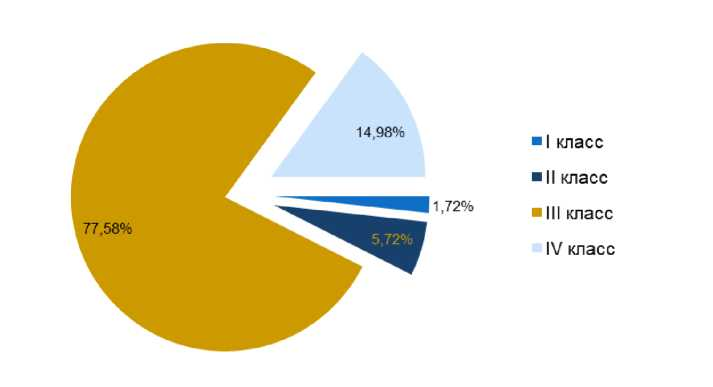 14,98%
1,72%
5,72%
77,58%
I класс
II класс
III класс
IV класс